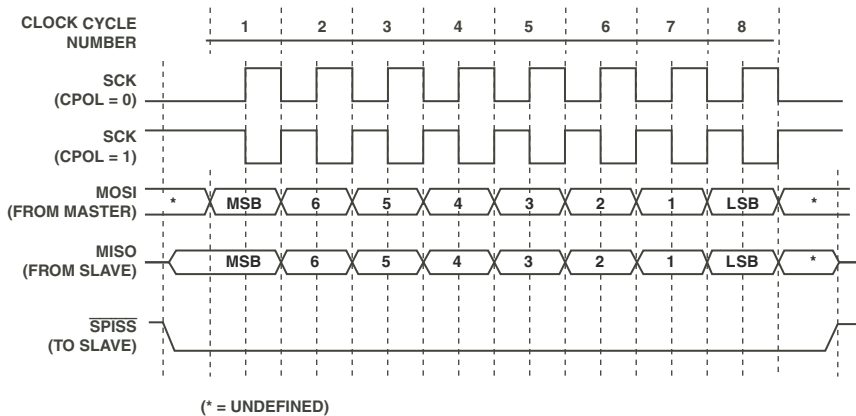 CLOCK CYCLE
NUMBER
1 2 3 4 5 6 7 8
SCK
(CPOL = 0)
SCK
(CPOL = 1)
MOSI
(FROM MASTER)
* MSB 6 5 4 3 2 1 LSB *
MISO
(FROM SLAVE)
MSB 6 5 4 3 2 1 LSB *
SPISS
(TO SLAVE)
(* = UNDEFINED)